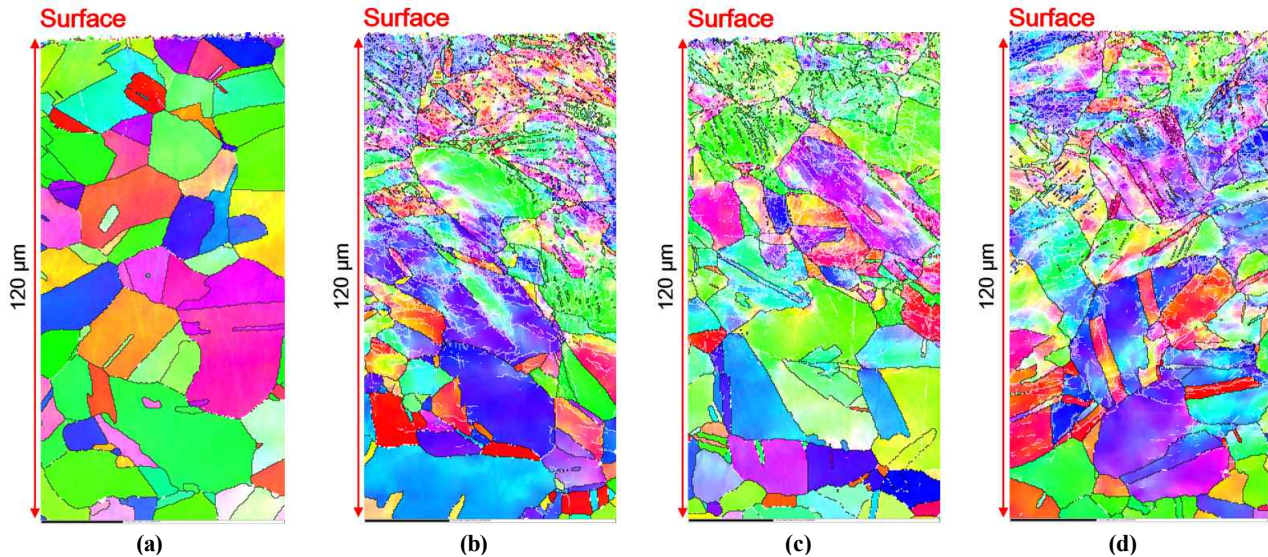 Surface
Surface
Surface
Surface
120 μm
120 μm
120 μm
120 μm
(a)
(b)
(c)
(d)